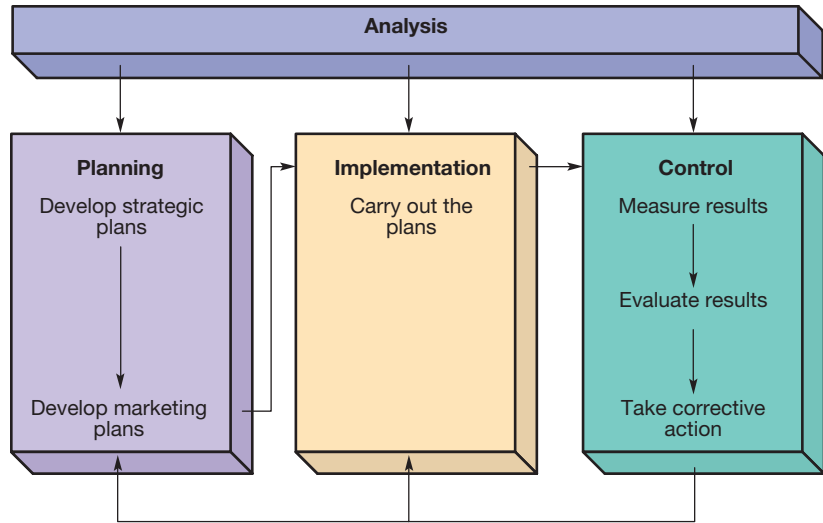 Analysis
Planning
Develop strategic
plans
Develop marketing
plans
Implementation
Carry out the
plans
Control
Measure results
Evaluate results
Take corrective
action